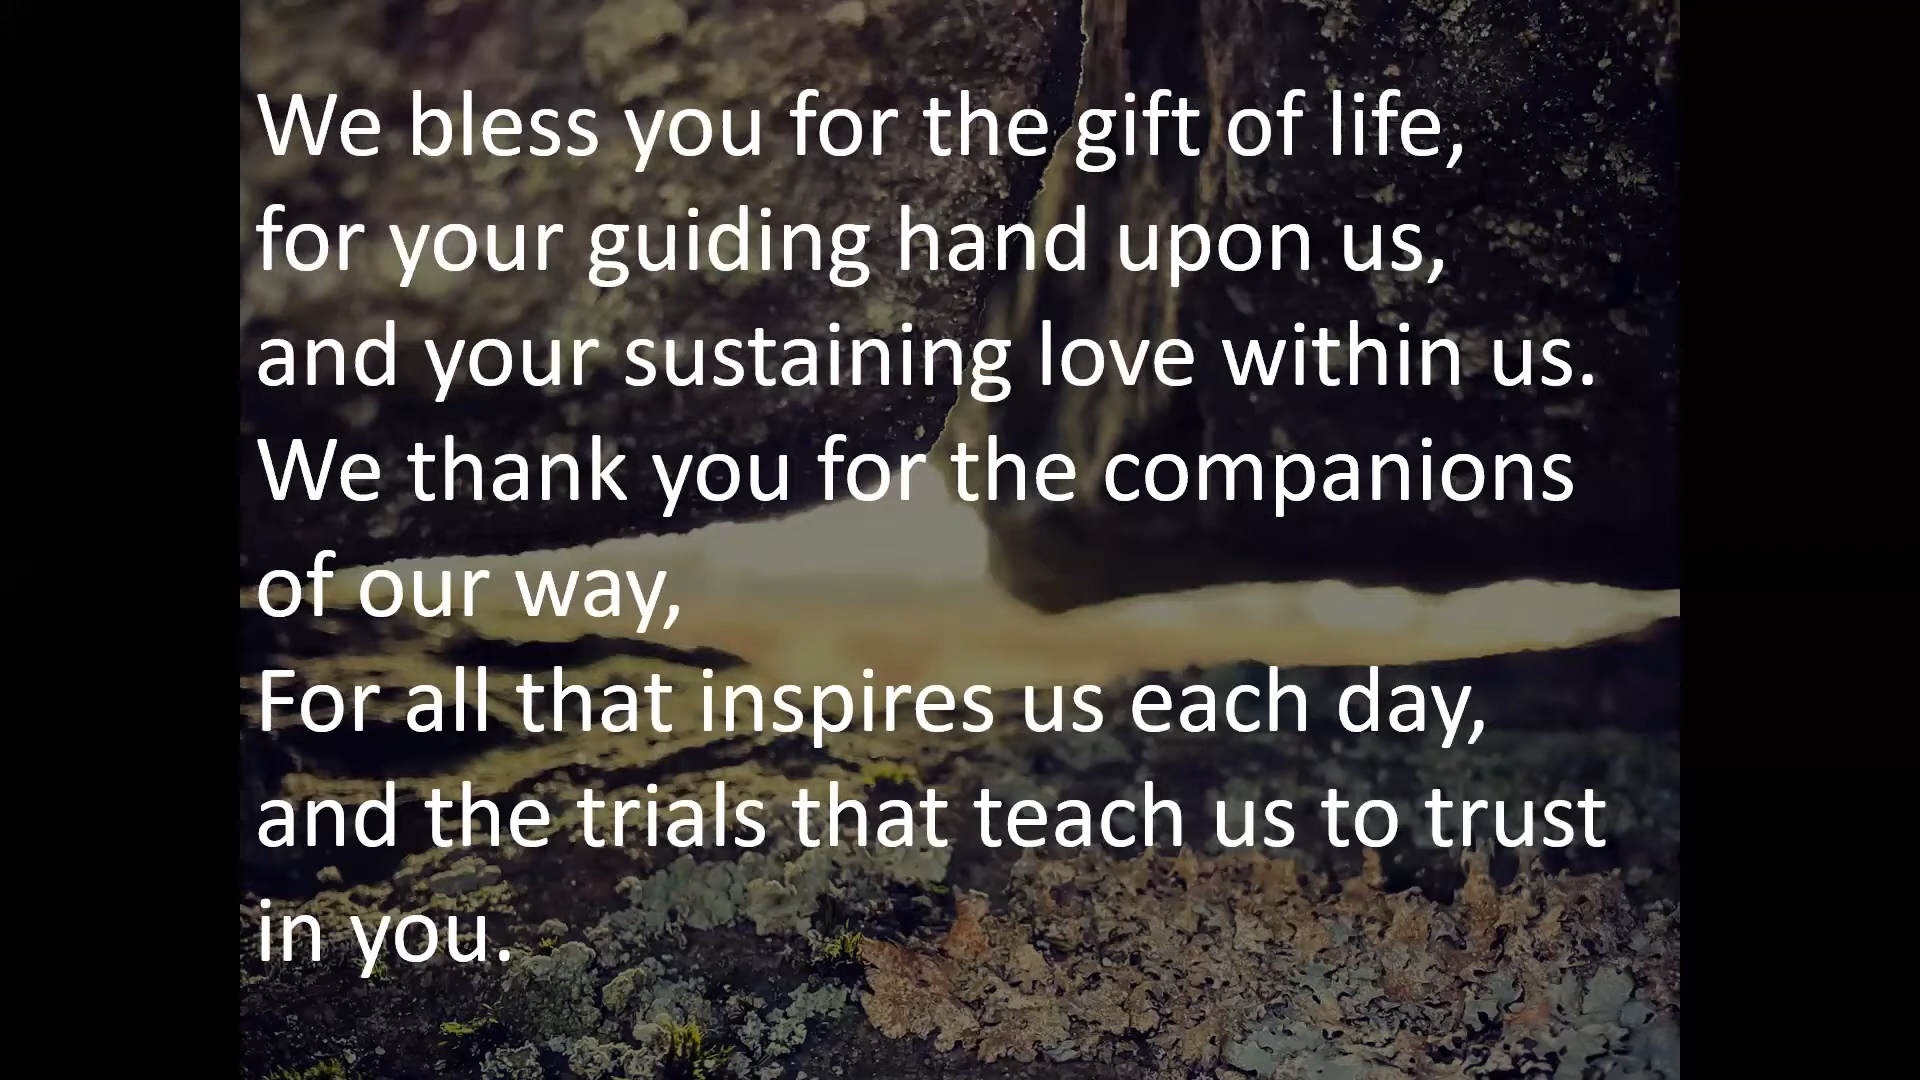 We bless you for the gift of life,
for your guiding hand upon us,
and your sustaining love within us.
We thank you for the companions
of our way,
For all that inspires us each day,
and the trials that teach us to trust
in you.